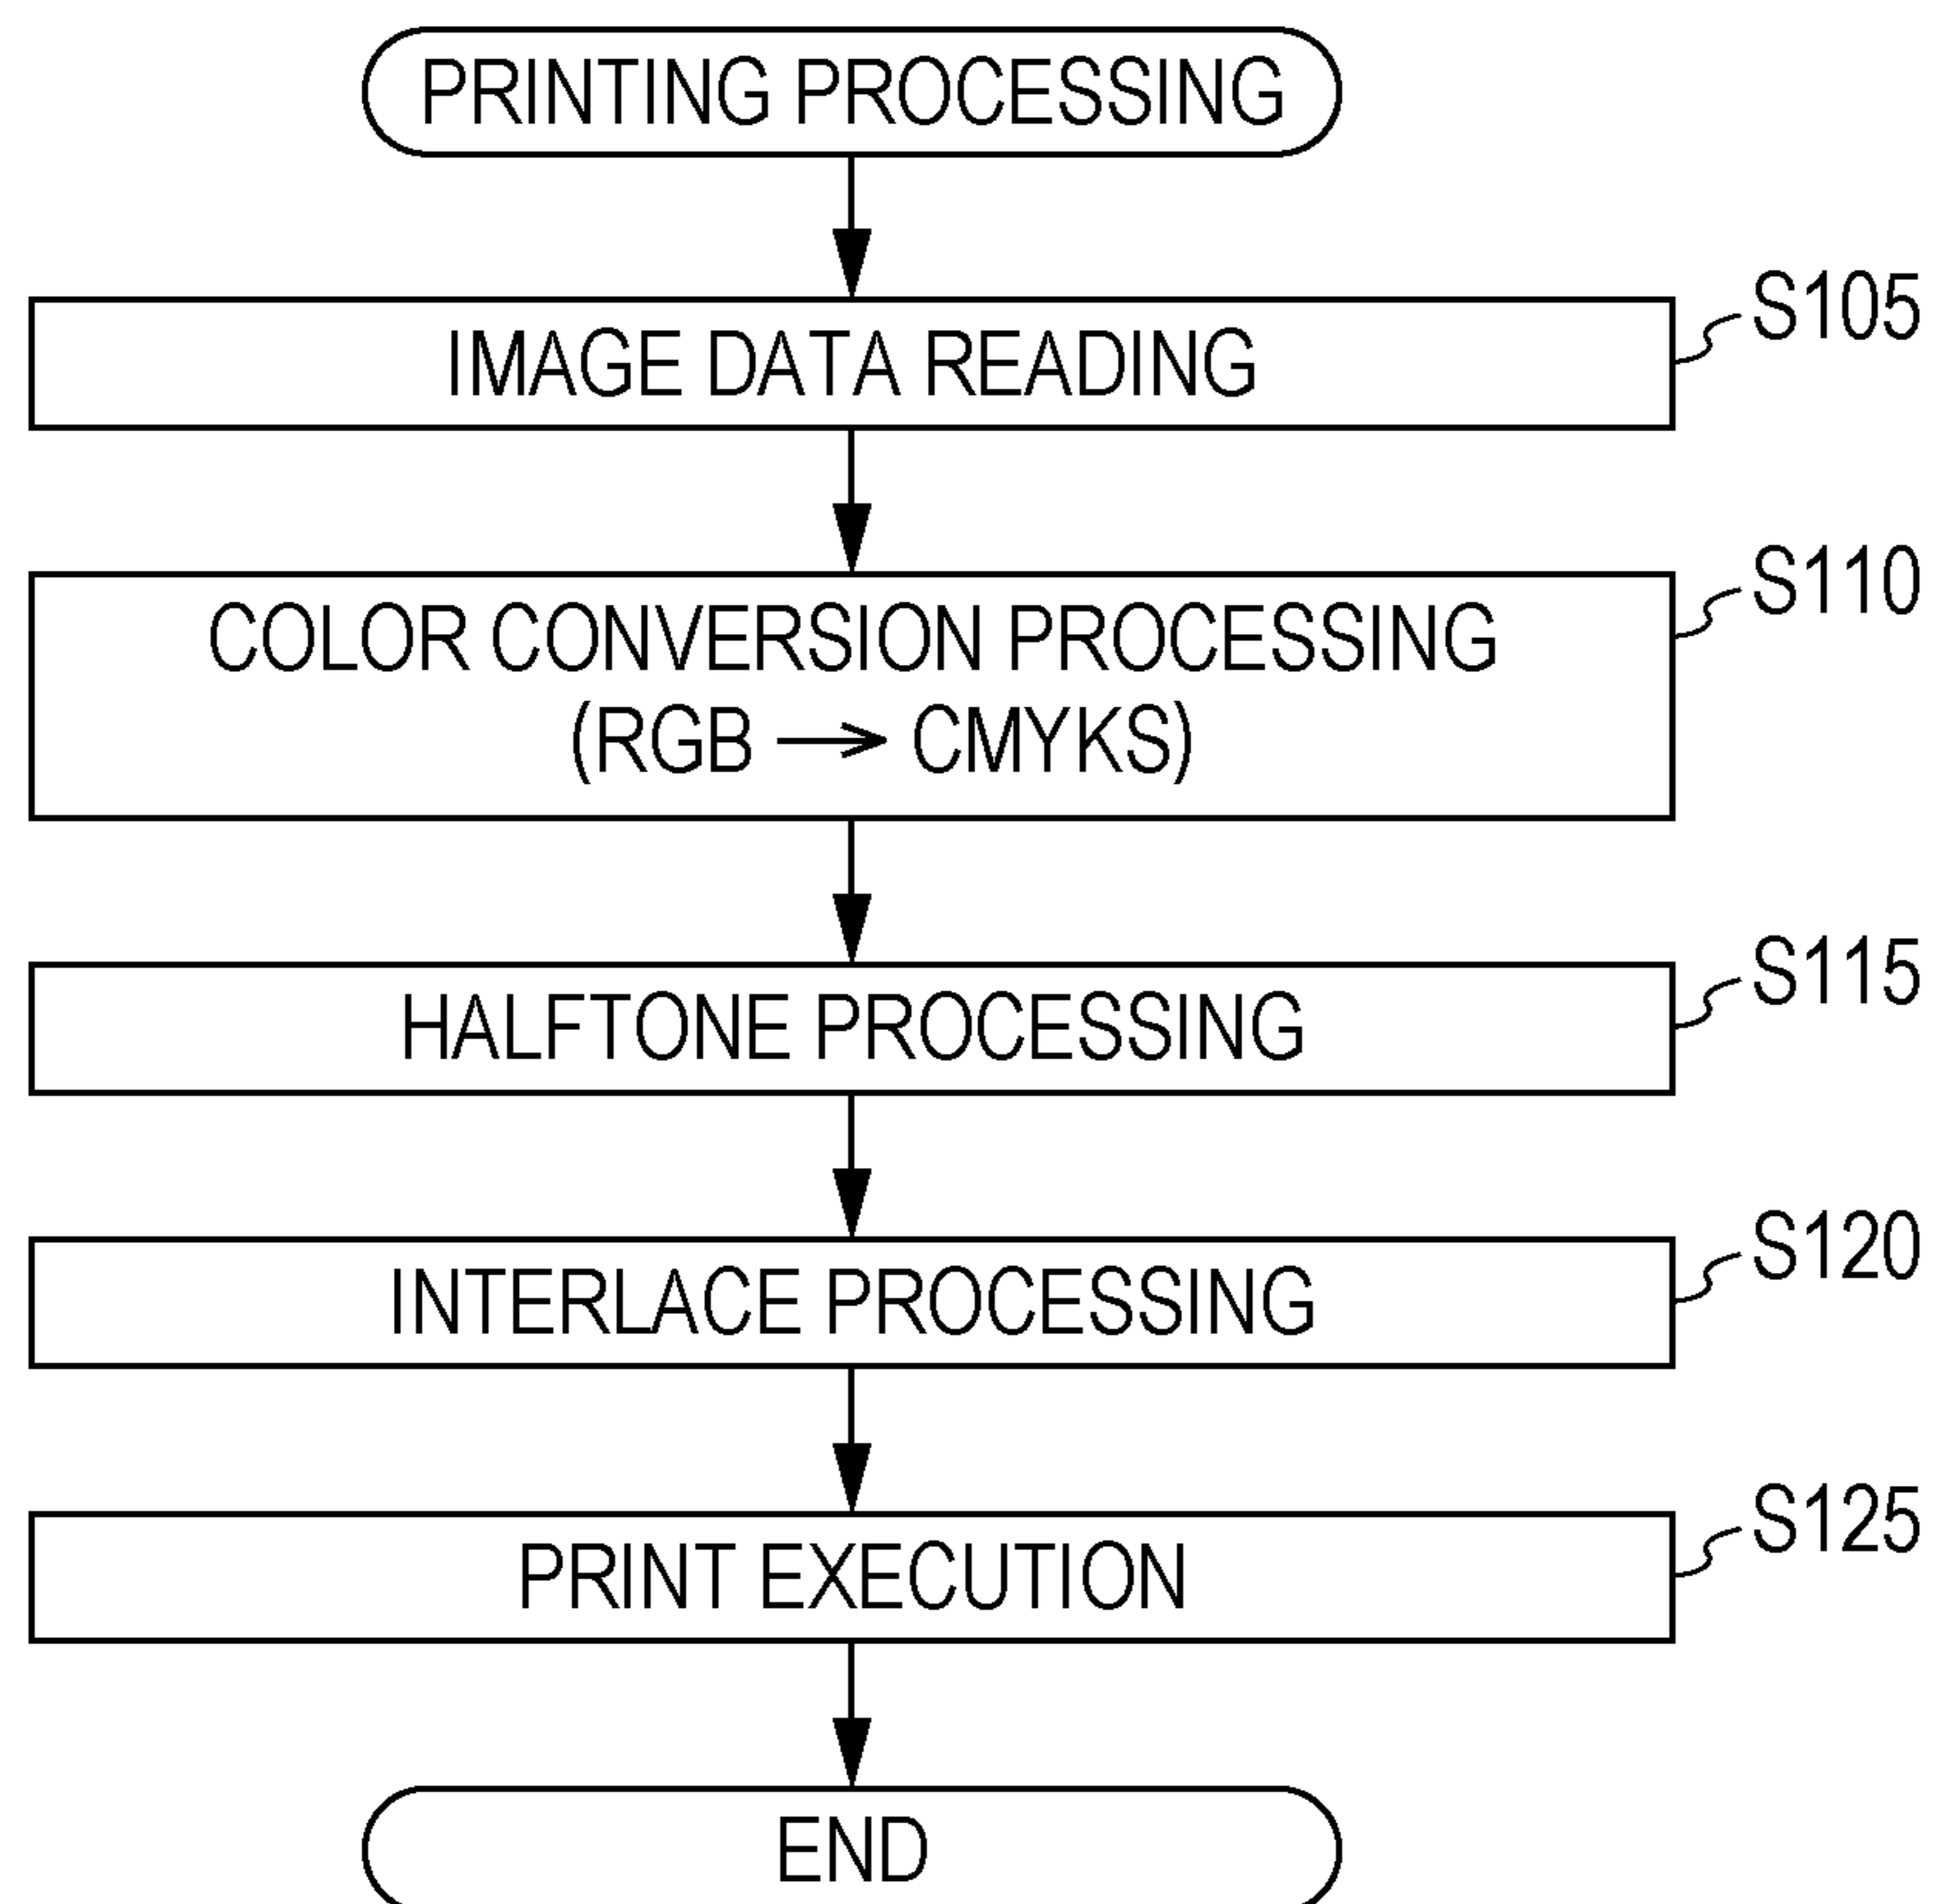 PRINTING PROCESSING
IMAGE DATA READING
S105
COLOR CONVERSION PROCESSING
(RGB → CMYKS)
S110
HALFTONE PROCESSING
S115
INTERLACE PROCESSING
S120
PRINT EXECUTION
S125
END